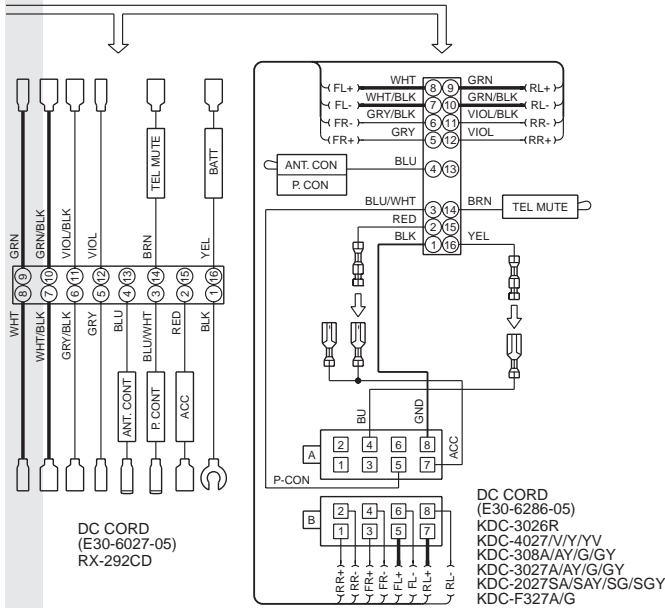 TEL MUTE
BATT
GRN
GRN/BLK
VIOL/BLK
VIOL
BRN
YEL
9 10 11 12 13 14 15 16
8 7 6 5 4 3 2 1
WHT
WHT/BLK
GRY/BLK
GRY
BLU
BLU/WHT
RED
BLK
ANT. CONT
P. CONT
ACC
DC CORD
(E30-6027-05)
RX-292CD
FL+ WHT 8 9 GRN RL+
FL- WHT/BLK 7 10 GRN/BLK RL-
FR- GRY/BLK 6 11 VIOL/BLK RR-
FR+ GRY 5 12 VIOL RR+
ANT. CON BLU 4 13
P. CON
BLU/WHT 3 14 BRN TEL MUTE
RED 2 15
BLK 1 16 YEL
BU
GND
ACC
A
2 4 6 8
1 3 5 7
P-CON
B
2 4 6 8
1 3 5 7
RR+
RR-
FR+
FR-
FL+
FL-
RL+
RL-
DC CORD
(E30-6286-05)
KDC-3026R
KDC-4027/V/Y/YV
KDC-308A/AY/G/GY
KDC-3027A/AY/G/GY
KDC-2027SA/SAY/SG/SGY
KDC-F327A/G